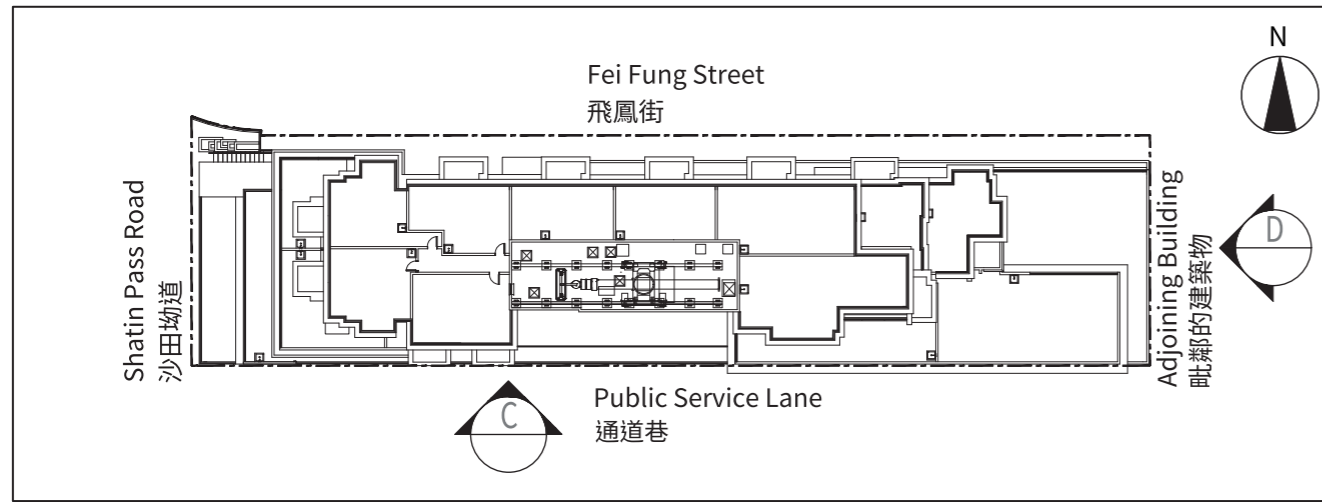 N
Fei Fung Street
飛鳳街
Shatin Pass Road
沙田坳道
Adjoining Building
毗鄰的建築物
D
C
Public Service Lane
通道巷